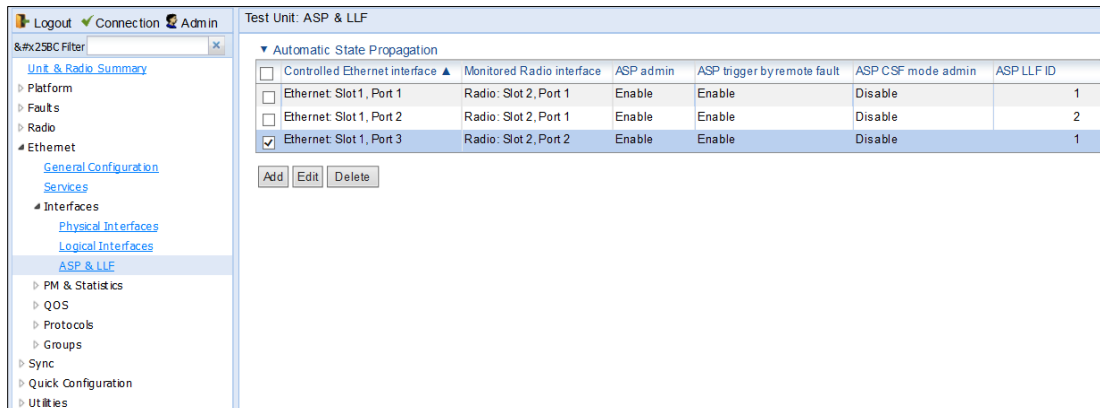 Logout Connection Admin
&#x25BC Filter
Unit & Radio Summary
Platform
Faults
Radio
Ethernet
General Configuration
Services
Interfaces
Physical Interfaces
Logical Interfaces
ASP & LLF
PM & Statistics
QOS
Protocols
Groups
Sync
Quick Configuration
Utilities
Test Unit: ASP & LLF
Automatic State Propagation
Controlled Ethernet interface ▲ Monitored Radio interface ASP admin ASP trigger by remote fault ASP CSF mode admin ASP LLF ID
Ethernet: Slot 1, Port 1 Radio: Slot 2, Port 1 Enable Enable Disable 1
Ethernet: Slot 1, Port 2 Radio: Slot 2, Port 1 Enable Enable Disable 2
Ethernet: Slot 1, Port 3 Radio: Slot 2, Port 2 Enable Enable Disable 1
Add Edit Delete